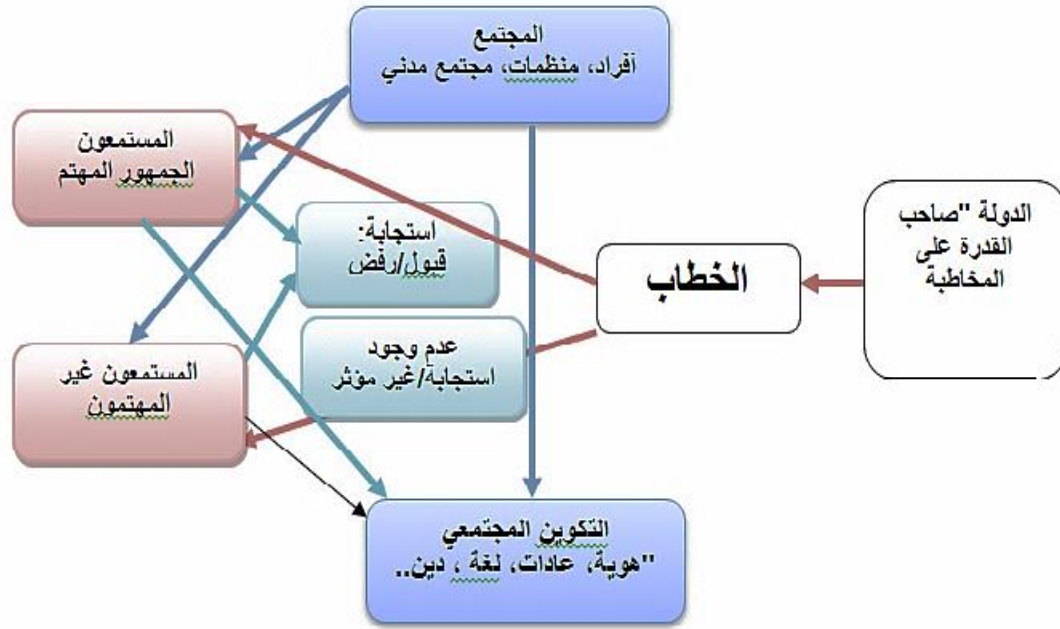 المجتمع
أفراد، منظمات، مجتمع مدني
المستمعون
الجمهور المهتم
استجابة:
قبول/رفض
الدولة "صاحب
القدرة على
المخاطبة
الخطاب
عدم وجود
استجابة/غير مؤثر
المستمعون غير
المهتمون
التكوين المجتمعي
"هوية، عادات، لغة ، دين..